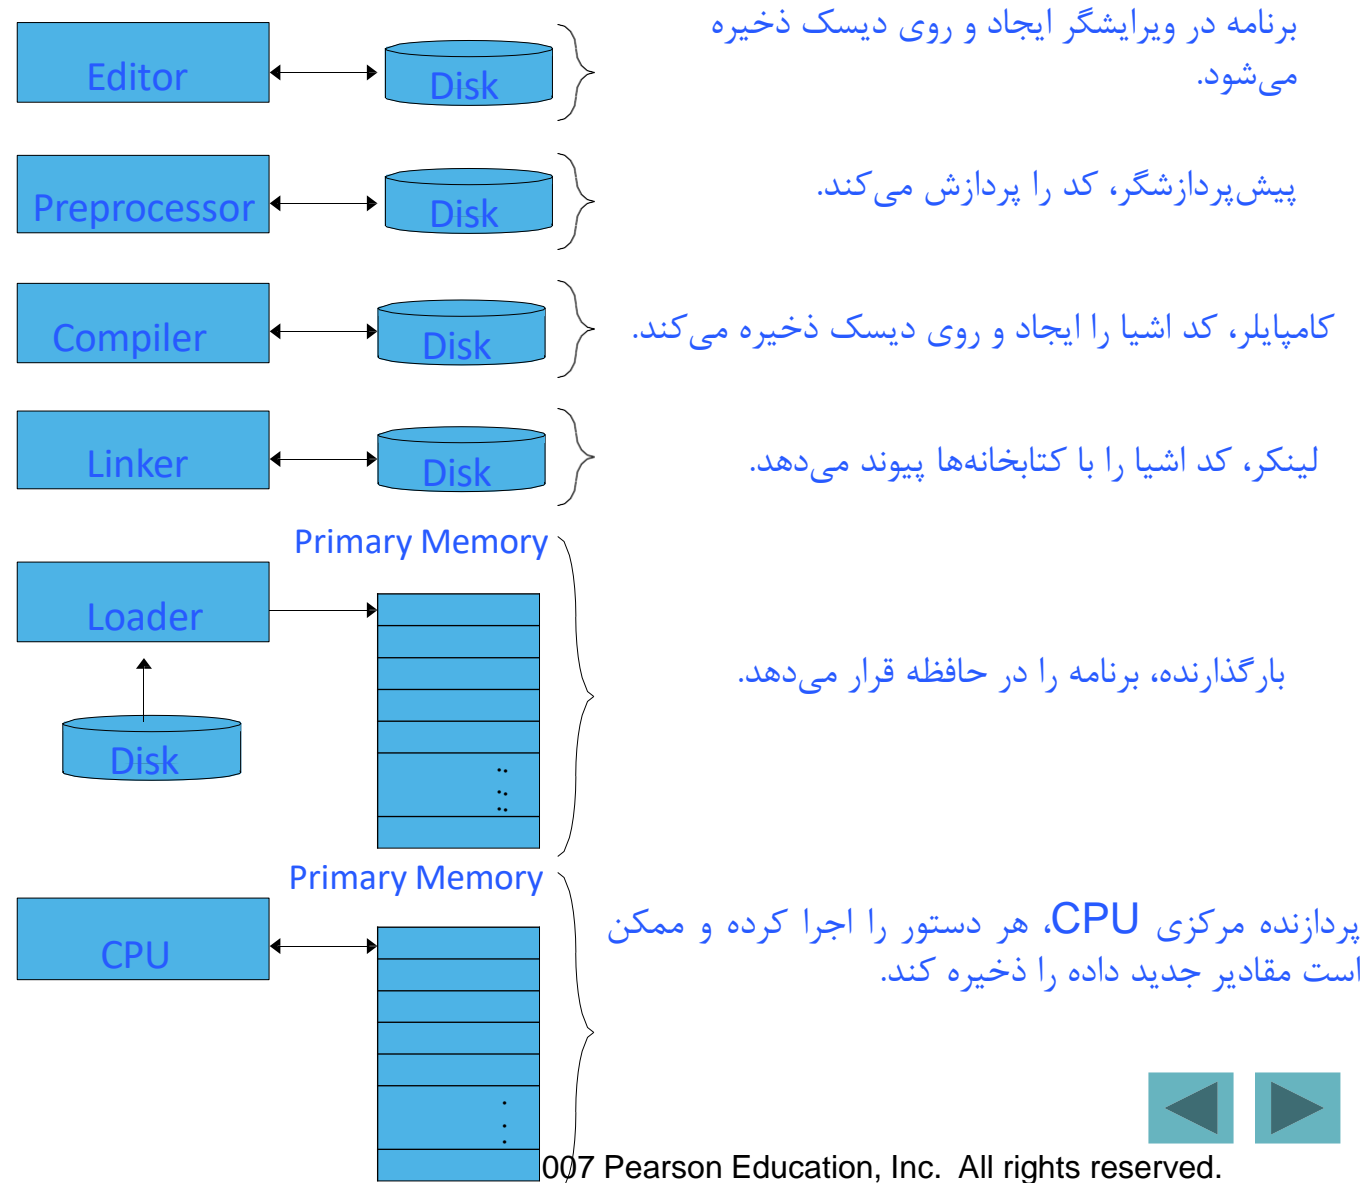 برنامه در ویرایشگر ایجاد و روی دیسک ذخیره
می‌شود.
Editor
Disk
پیش‌پردازشگر، کد را پردازش می‌کند.
Preprocessor
Disk
کامپایلر، کد اشیا را ایجاد و روی دیسک ذخیره می‌کند.
Compiler
Disk
لینکر، کد اشیا را با کتابخانه‌ها پیوند می‌دهد.
Linker
Disk
Primary Memory
Loader
بارگذارنده، برنامه را در حافظه قرار می‌دهد.
Disk
Primary Memory
پردازنده مرکزی CPU، هر دستور را اجرا کرده و ممکن
است مقادیر جدید داده را ذخیره کند.
CPU
007 Pearson Education, Inc. All rights reserved.